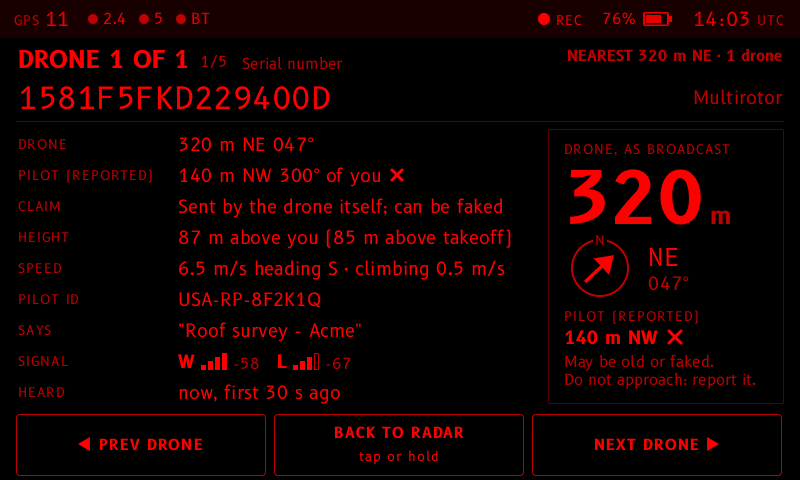 GPS 11 2.4 5 BT REC 76% 14:03 UTC
DRONE 1 OF 1 1/5 Serial number NEAREST 320 m NE · 1 drone
1581F5FKD229400D Multirotor
DRONE 320 m NE 047°
PILOT [REPORTED] 140 m NW 300° of you ✕
CLAIM Sent by the drone itself; can be faked
HEIGHT 87 m above you [85 m above takeoff]
SPEED 6.5 m/s heading S · climbing 0.5 m/s
PILOT ID USA-RP-8F2K1Q
SAYS "Roof survey - Acme"
SIGNAL W -58 L -67
HEARD now, first 30 s ago
DRONE, AS BROADCAST
320 m
N
NE
047°
PILOT [REPORTED]
140 m NW ✕
May be old or faked.
Do not approach: report it.
◀ PREV DRONE
BACK TO RADAR
tap or hold
NEXT DRONE ▶